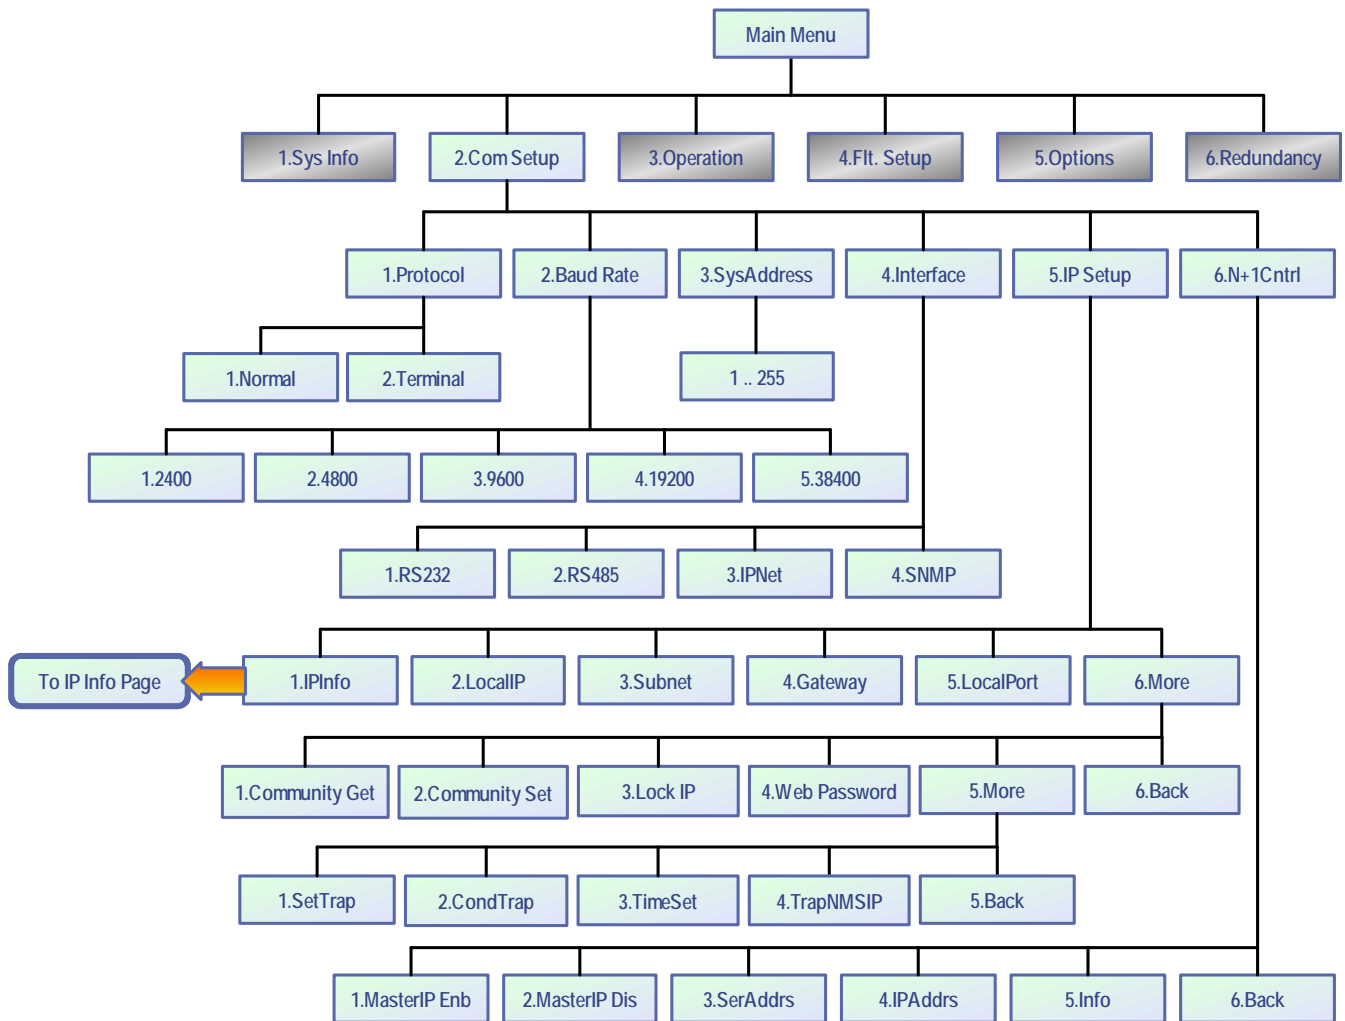 Main Menu
1.Sys Info
2.Com Setup
3.Operation
4.Flt. Setup
5.Options
6.Redundancy
1.Protocol
2.Baud Rate
3.SysAddress
4.Interface
5.IP Setup
6.N+1Cntrl
1.Normal
2.Terminal
1 .. 255
1.2400
2.4800
3.9600
4.19200
5.38400
1.RS232
2.RS485
3.IPNet
4.SNMP
To IP Info Page
1.IPInfo
2.LocalIP
3.Subnet
4.Gateway
5.LocalPort
6.More
1.Community Get
2.Community Set
3.Lock IP
4.Web Password
5.More
6.Back
1.SetTrap
2.CondTrap
3.TimeSet
4.TrapNMSIP
5.Back
1.MasterIP Enb
2.MasterIP Dis
3.SerAddrs
4.IPAddrs
5.Info
6.Back